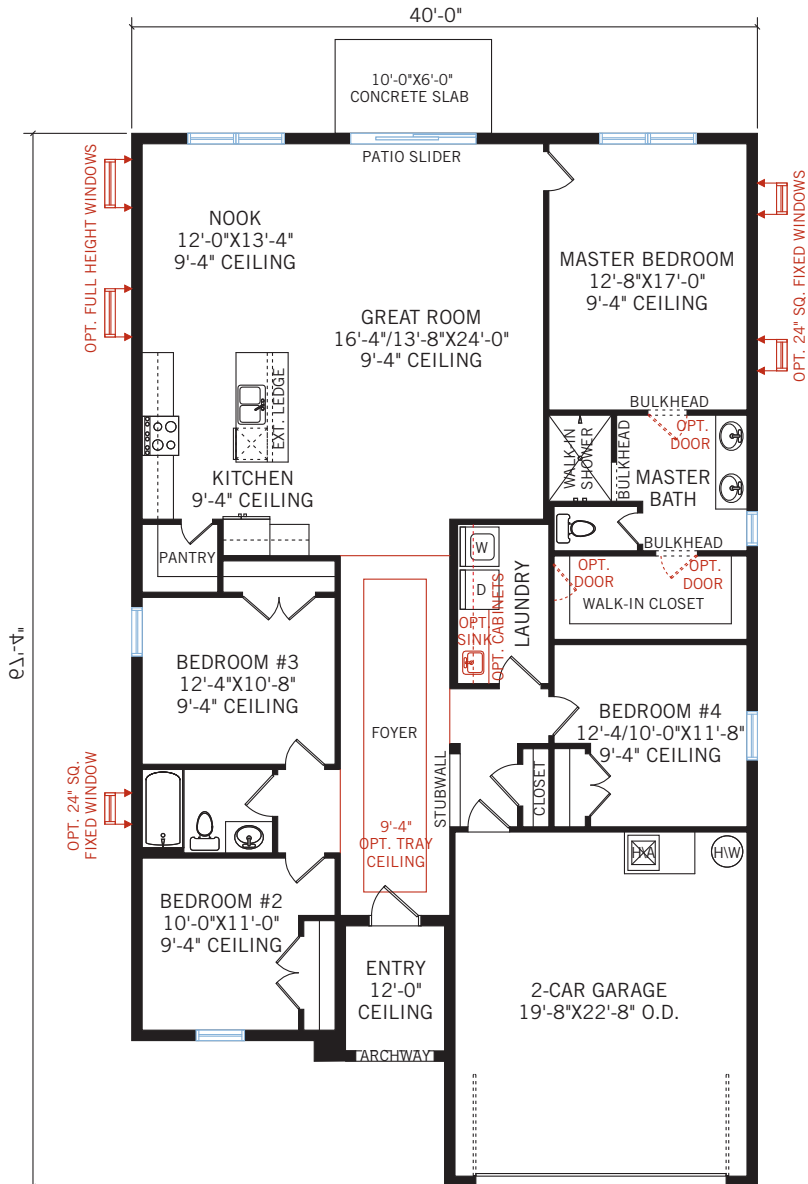 40'-0"
10'-0"X6'-0"
CONCRETE SLAB
PATIO SLIDER
OPT. FULL HEIGHT WINDOWS
NOOK
12'-0"X13'-4"
9'-4" CEILING
MASTER BEDROOM
12'-8"X17'-0"
9'-4" CEILING
OPT. 24" SQ. FIXED WINDOWS
GREAT ROOM
16'-4"/13'-8"X24'-0"
9'-4" CEILING
EXT. LEDGE
BULKHEAD
OPT.
DOOR
WALK-IN
SHOWER
BULKHEAD
MASTER
BATH
KITCHEN
9'-4" CEILING
PANTRY
W
D
LAUNDRY
OPT.
SINK
OPT. CABINETS
BULKHEAD
OPT.
DOOR
OPT.
DOOR
WALK-IN CLOSET
67'-4"
BEDROOM #3
12'-4"X10'-8"
9'-4" CEILING
FOYER
BEDROOM #4
12'-4/10'-0"X11'-8"
9'-4" CEILING
STUBWALL
CLOSET
OPT. 24" SQ.
FIXED WINDOW
9'-4"
OPT. TRAY
CEILING
H\A
H\W
BEDROOM #2
10'-0"X11'-0"
9'-4" CEILING
ENTRY
12'-0"
CEILING
2-CAR GARAGE
19'-8"X22'-8" O.D.
ARCHWAY